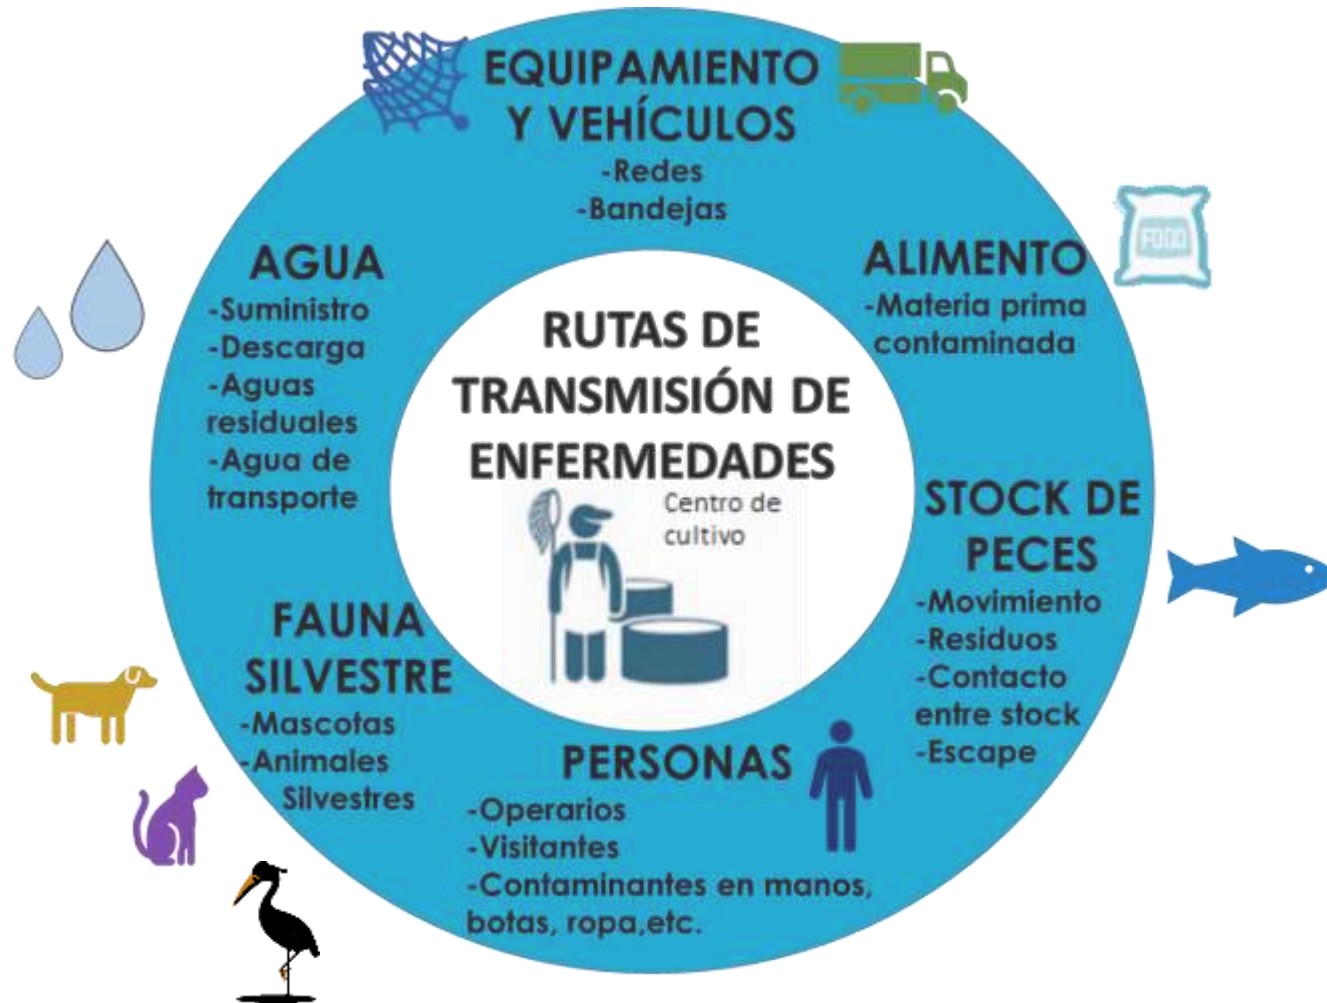 EQUIPAMIENTO
Y VEHÍCULOS
-Redes
-Bandejas
ALIMENTO
-Materia prima
contaminada
FOOD
STOCK DE
PECES
-Movimiento
-Residuos
-Contacto
entre stock
-Escape
PERSONAS
-Operarios
-Visitantes
-Contaminantes en manos,
botas, ropa,etc.
FAUNA
SILVESTRE
-Mascotas
-Animales
Silvestres
AGUA
-Suministro
-Descarga
-Aguas
residuales
-Agua de
transporte
RUTAS DE
TRANSMISIÓN DE
ENFERMEDADES
Centro de
cultivo